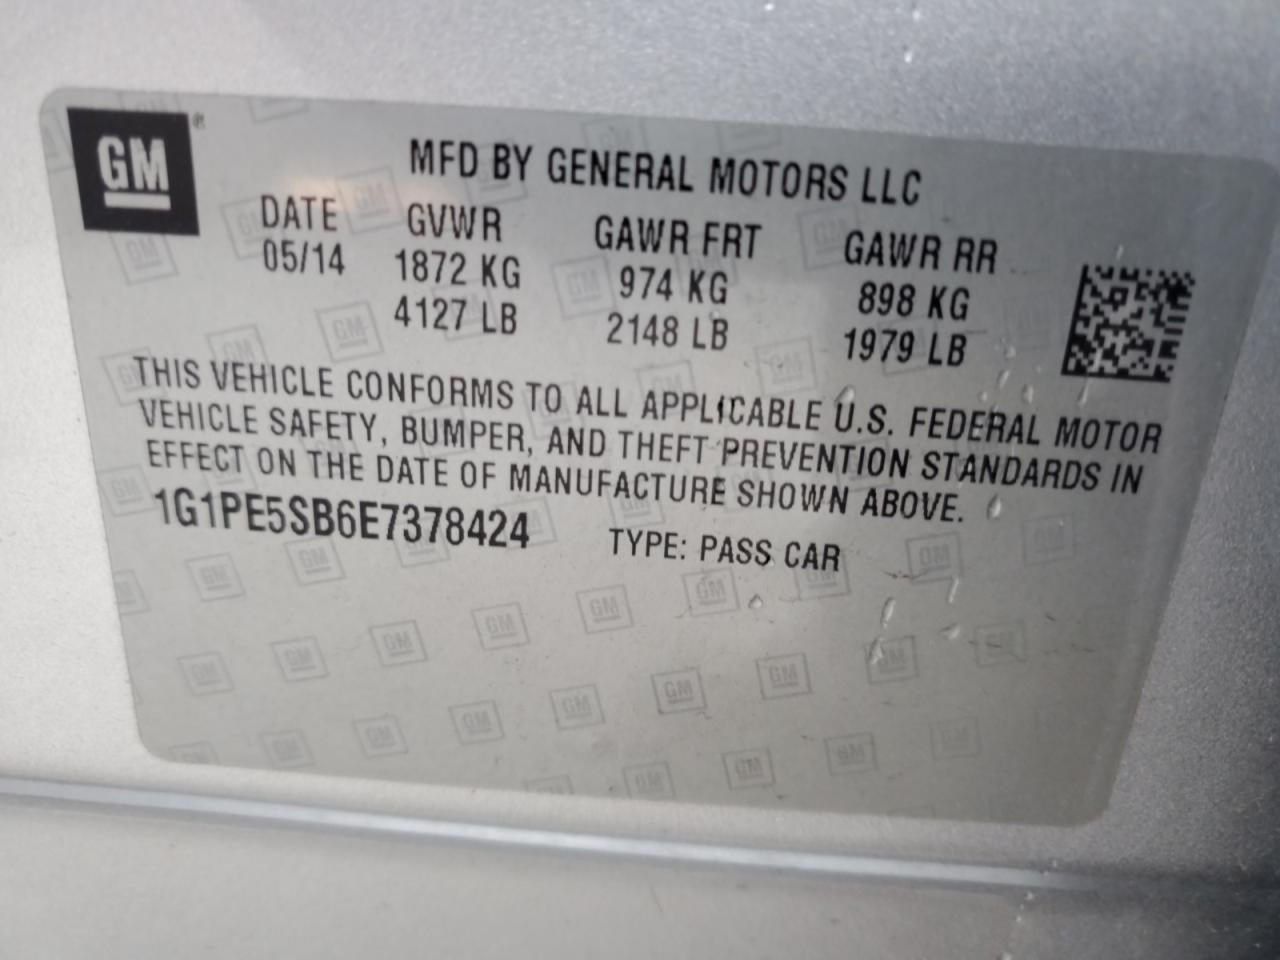 GM®
MFD BY GENERAL MOTORS LLC
DATE GVWR GAWR FRT GAWR RR
05/14 1872 KG 974 KG 898 KG
4127 LB 2148 LB 1979 LB
THIS VEHICLE CONFORMS TO ALL APPLICABLE U.S. FEDERAL MOTOR
VEHICLE SAFETY, BUMPER, AND THEFT PREVENTION STANDARDS IN
EFFECT ON THE DATE OF MANUFACTURE SHOWN ABOVE.
1G1PE5SB6E7378424 TYPE: PASS CAR